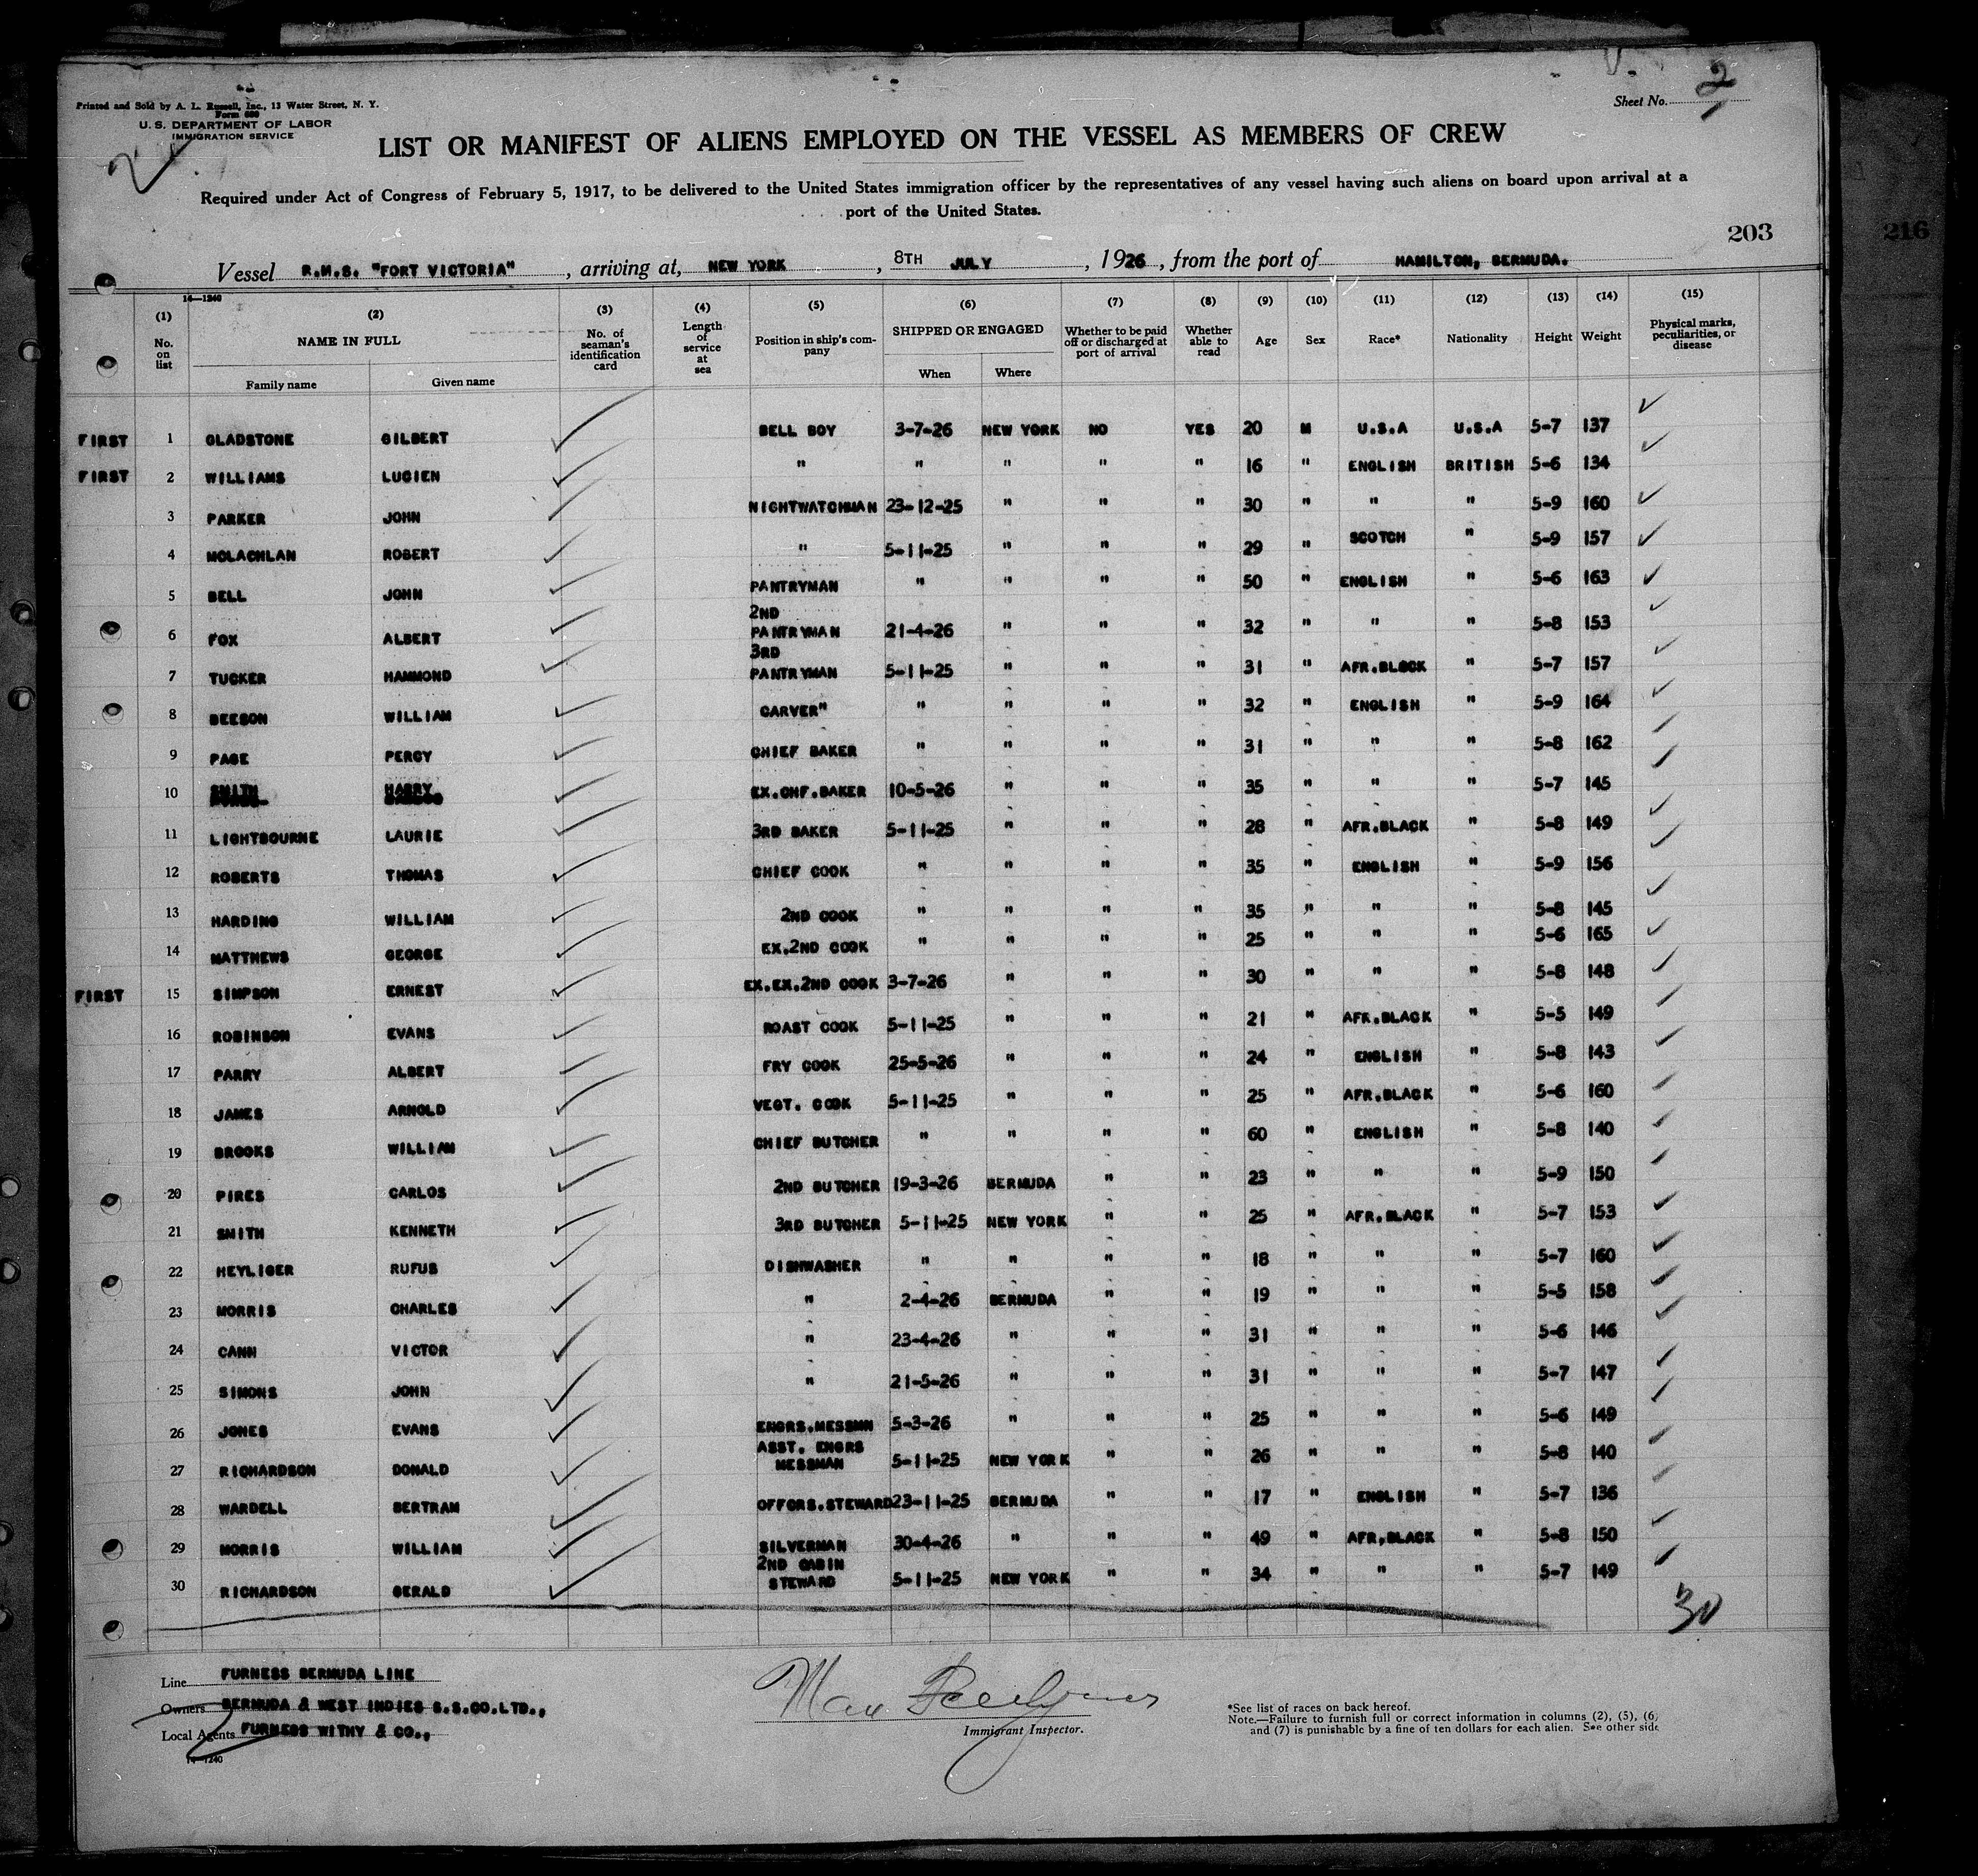 Printed and Sold by A. L. Russell, Inc., 13 Water Street, N. Y.
Form 680
U. S. DEPARTMENT OF LABOR
IMMIGRATION SERVICE
Sheet No. 2
LIST OR MANIFEST OF ALIENS EMPLOYED ON THE VESSEL AS MEMBERS OF CREW
Required under Act of Congress of February 5, 1917, to be delivered to the United States immigration officer by the representatives of any vessel having such aliens on board upon arrival at a
port of the United States.
203
216
Vessel R.M.S. "FORT VICTORIA", arriving at, NEW YORK, 8TH JULY, 1926, from the port of HAMILTON, BERMUDA.
14—1240
(1) No. on list (2) NAME IN FULL Family name Given name (3) No. of seaman's identification card (4) Length of service at sea (5) Position in ship's company (6) SHIPPED OR ENGAGED When Where (7) Whether to be paid off or discharged at port of arrival (8) Whether able to read (9) Age (10) Sex (11) Race* (12) Nationality (13) Height (14) Weight (15) Physical marks, peculiarities, or disease
FIRST 1 GLADSTONE GILBERT BELL BOY 3-7-26 NEW YORK NO YES 20 M U.S.A U.S.A 5-7 137
FIRST 2 WILLIAMS LUCIEN " " " " " 16 " ENGLISH BRITISH 5-6 134
3 PARKER JOHN NIGHTWATCHMAN 23-12-25 " " " 30 " " " 5-9 160
4 MCLACHLAN ROBERT " 5-11-25 " " " 29 " SCOTCH " 5-9 157
5 BELL JOHN PANTRYMAN " " " " 50 " ENGLISH " 5-6 163
6 FOX ALBERT 2ND PANTRYMAN 21-4-26 " " " 32 " " " 5-8 153
7 TUCKER HAMMOND 3RD PANTRYMAN 5-11-25 " " " 31 " AFR.BLACK " 5-7 157
8 BEESON WILLIAM CARVER" " " " " 32 " ENGLISH " 5-9 164
9 PAGE PERCY CHIEF BAKER " " " " 31 " " " 5-8 162
10 SMITH HARRY EX.CHF.BAKER 10-5-26 " " " 35 " " " 5-7 145
11 LIGHTBOURNE LAURIE 3RD BAKER 5-11-25 " " " 28 " AFR.BLACK " 5-8 149
12 ROBERTS THOMAS CHIEF COOK " " " " 35 " ENGLISH " 5-9 156
13 HARDING WILLIAM 2ND COOK " " " " 35 " " " 5-8 145
14 MATTHEWS GEORGE EX.2ND COOK " " " " 25 " " " 5-6 165
FIRST 15 SIMPSON ERNEST EX.EX.2ND COOK 3-7-26 " " " 30 " " 5-8 148
16 ROBINSON EVANS ROAST COOK 5-11-25 " " " 21 " AFR.BLACK " 5-5 149
17 PARRY ALBERT FRY COOK 25-5-26 " " " 24 " ENGLISH " 5-8 143
18 JAMES ARNOLD VEGT. COOK 5-11-25 " " " 25 " AFR.BLACK " 5-6 160
19 BROOKS WILLIAM CHIEF BUTCHER " " " " 60 " ENGLISH " 5-8 140
20 PIRES CARLOS 2ND BUTCHER 19-3-26 BERMUDA " " 23 " " " 5-9 150
21 SMITH KENNETH 3RD BUTCHER 5-11-25 NEW YORK " " 25 " AFR.BLACK " 5-7 153
22 HEYLIGER RUFUS DISHWASHER " " " " 18 " " " 5-7 160
23 MORRIS CHARLES " 2-4-26 BERMUDA " " 19 " " " 5-5 158
24 CANN VICTOR " 23-4-26 " " " 31 " " " 5-6 146
25 SIMONS JOHN " 21-5-26 " " " 31 " " " 5-7 147
26 JONES EVANS ENGRS.MESSMN 5-3-26 " " " 25 " " " 5-6 149
27 RICHARDSON DONALD ASST. ENGRS MESSMAN 5-11-25 NEW YORK " " 26 " " " 5-8 140
28 WARDELL BERTRAM OFFCRS.STEWARD 23-11-25 BERMUDA " " 17 " ENGLISH " 5-7 136
29 MORRIS WILLIAM SILVERMAN 30-4-26 " " " 49 " AFR,BLACK " 5-8 150
30 RICHARDSON GERALD 2ND CABIN STEWARD 5-11-25 NEW YORK " " 34 " " " 5-7 149
30
Line FURNESS BERMUDA LINE
Owners BERMUDA & WEST INDIES S.S.CO.LTD.,
Local Agents FURNESS WITHY & CO.,
14—1240
Immigrant Inspector.
*See list of races on back hereof.
Note.—Failure to furnish full or correct information in columns (2), (5), (6)
and (7) is punishable by a fine of ten dollars for each alien. See other side